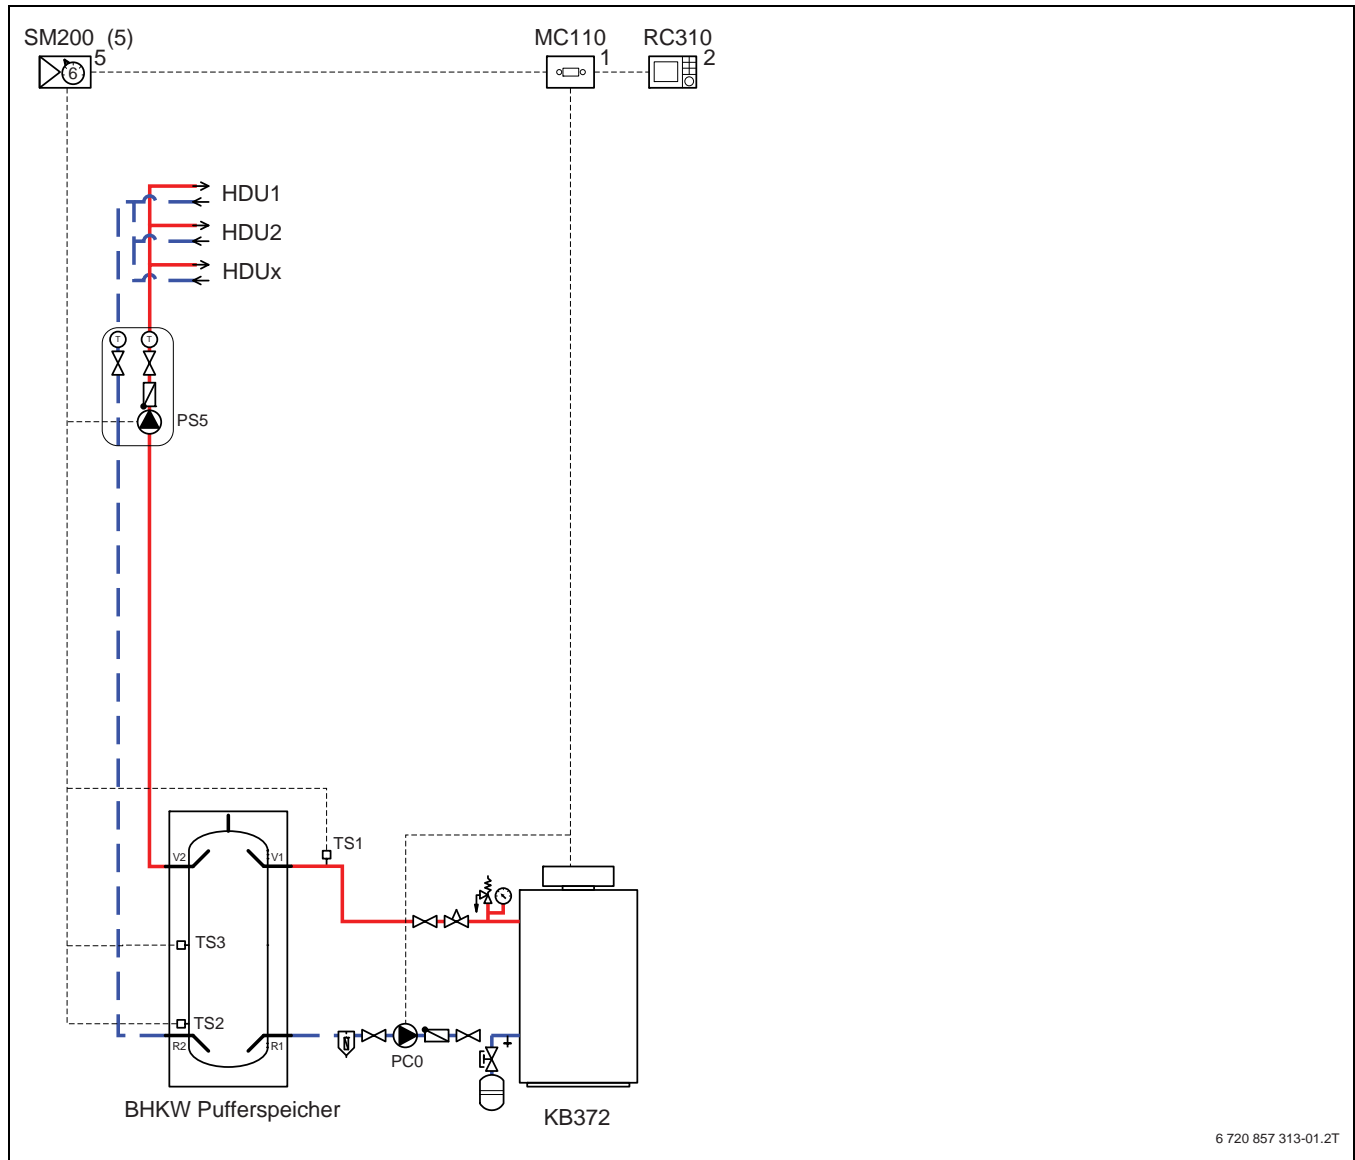 SM200 (5)
5
6
MC110
1
RC310
2
HDU1
HDU2
HDUx
T
T
PS5
TS1
V2
V1
TS3
TS2
R2
R1
PC0
BHKW Pufferspeicher
KB372
6 720 857 313-01.2T